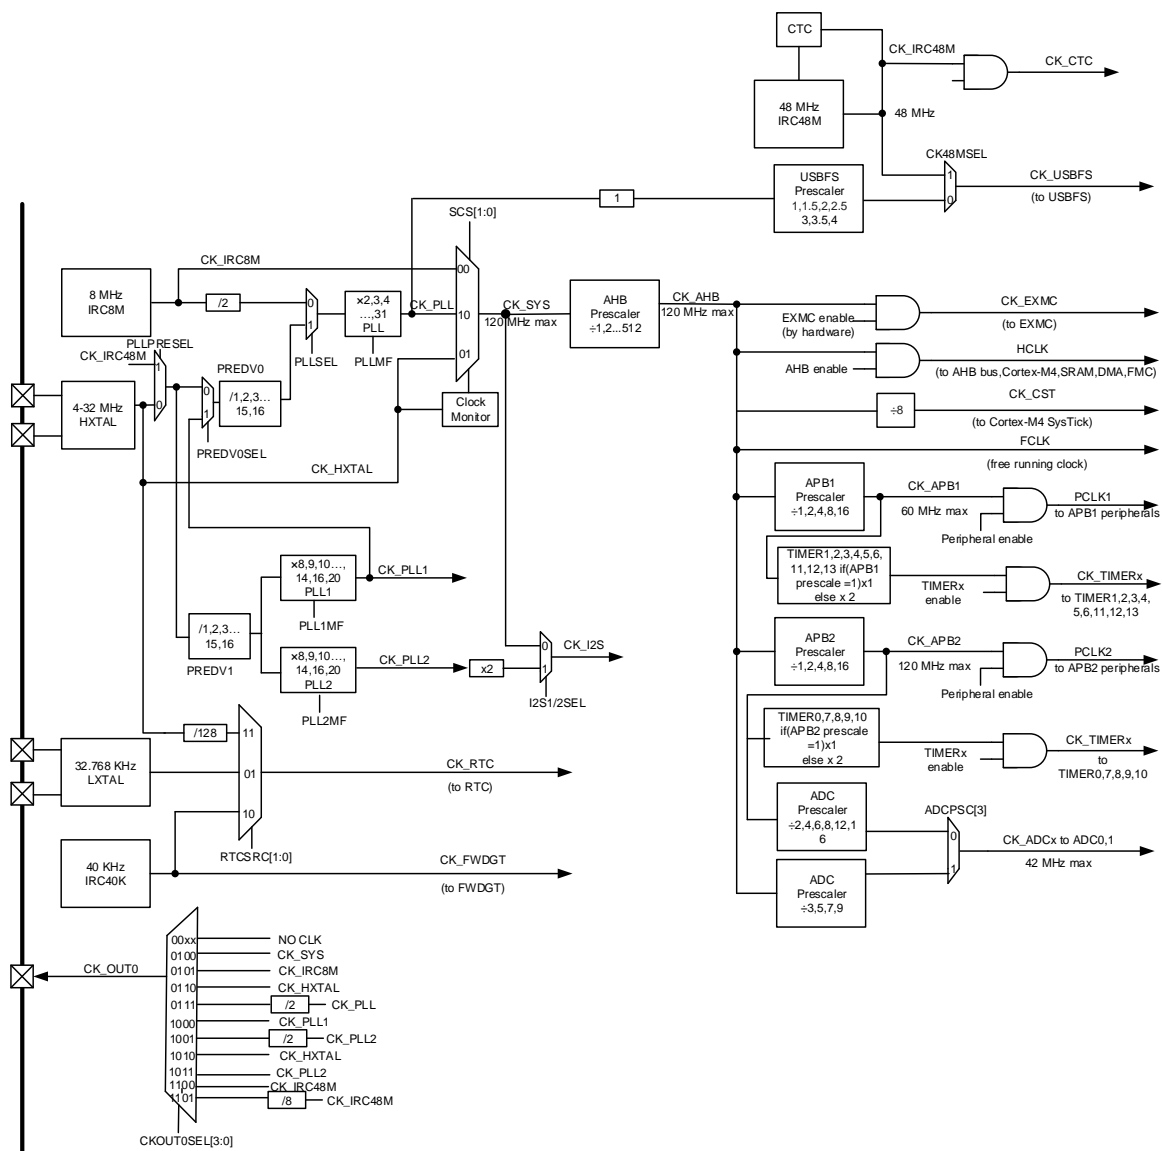 CTC
CK_IRC48M
CK_CTC
48 MHz
IRC48M
48 MHz
CK48MSEL
1
0
CK_USBFS
(to USBFS)
USBFS
Prescaler
1,1.5,2,2.5
3,3.5,4
1
SCS[1:0]
CK_IRC8M
00
10
01
8 MHz
IRC8M
/2
0
1
PLLSEL
×2,3,4
…,31
PLL
PLLMF
CK_PLL
CK_SYS
120 MHz max
AHB
Prescaler
÷1,2...512
CK_AHB
120 MHz max
EXMC enable
(by hardware)
CK_EXMC
(to EXMC)
AHB enable
HCLK
(to AHB bus,Cortex-M4,SRAM,DMA,FMC)
÷8
CK_CST
(to Cortex-M4 SysTick)
FCLK
(free running clock)
PLLPRESEL
CK_IRC48M
1
0
4-32 MHz
HXTAL
0
1
PREDV0
/1,2,3…
15,16
PREDV0SEL
Clock
Monitor
CK_HXTAL
APB1
Prescaler
÷1,2,4,8,16
CK_APB1
60 MHz max
Peripheral enable
PCLK1
to APB1 peripherals
TIMER1,2,3,4,5,6,
11,12,13 if(APB1
prescale =1)x1
else x 2
TIMERx
enable
CK_TIMERx
to TIMER1,2,3,4,
5,6,11,12,13
×8,9,10…,
14,16,20
PLL1
PLL1MF
CK_PLL1
/1,2,3…
15,16
PREDV1
×8,9,10…,
14,16,20
PLL2
PLL2MF
CK_PLL2
x2
0
1
I2S1/2SEL
CK_I2S
APB2
Prescaler
÷1,2,4,8,16
CK_APB2
120 MHz max
Peripheral enable
PCLK2
to APB2 peripherals
TIMER0,7,8,9,10
if(APB2 prescale
=1)x1
else x 2
TIMERx
enable
CK_TIMERx
to
TIMER0,7,8,9,10
/128
11
01
10
32.768 KHz
LXTAL
CK_RTC
(to RTC)
RTCSRC[1:0]
40 KHz
IRC40K
CK_FWDGT
(to FWDGT)
ADC
Prescaler
÷2,4,6,8,12,1
6
ADCPSC[3]
0
1
CK_ADCx to ADC0,1
42 MHz max
ADC
Prescaler
÷3,5,7,9
CK_OUT0
00xx NO CLK
0100 CK_SYS
0101 CK_IRC8M
0110 CK_HXTAL
0111 /2 CK_PLL
1000 CK_PLL1
1001 /2 CK_PLL2
1010 CK_HXTAL
1011 CK_PLL2
1100 CK_IRC48M
1101 /8 CK_IRC48M
CKOUT0SEL[3:0]